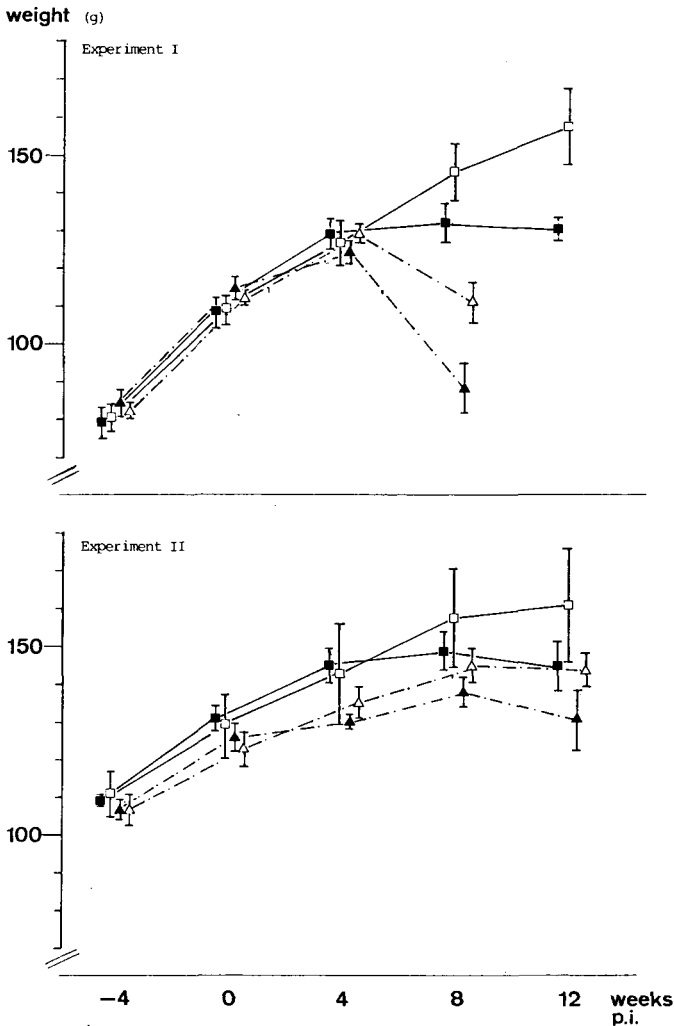 weight (g)
Experiment I
150
100
Experiment II
150
100
−4 0 4 8 12 weeks
p.i.